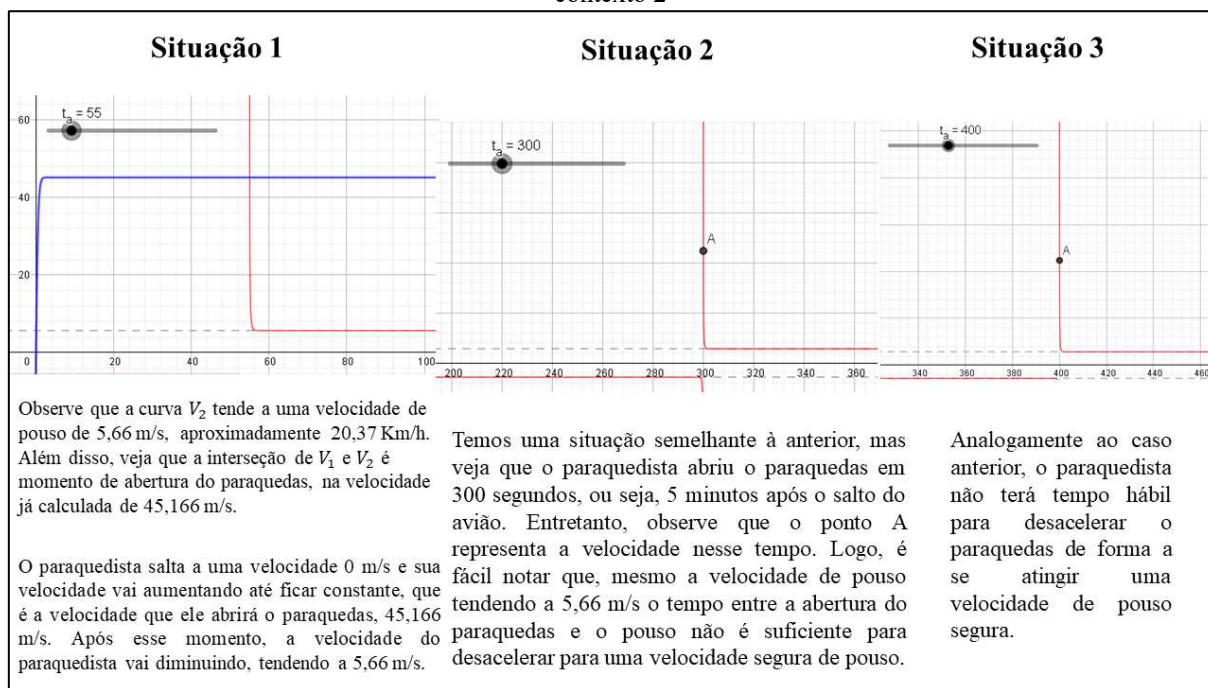 contexto 2
Situação 1
Situação 2
Situação 3
60
tₐ = 55
40
20
0
20
40
60
80
100
tₐ = 300
A
200
220
240
260
280
300
320
340
360
tₐ = 400
A
340
360
380
400
420
440
460
Observe que a curva V₂ tende a uma velocidade de
pouso de 5,66 m/s, aproximadamente 20,37 Km/h.
Além disso, veja que a interseção de V₁ e V₂ é
momento de abertura do paraquedas, na velocidade
já calculada de 45,166 m/s.
O paraquedista salta a uma velocidade 0 m/s e sua
velocidade vai aumentando até ficar constante, que
é a velocidade que ele abrirá o paraquedas, 45,166
m/s. Após esse momento, a velocidade do
paraquedista vai diminuindo, tendendo a 5,66 m/s.
Temos uma situação semelhante à anterior, mas
veja que o paraquedista abriu o paraquedas em
300 segundos, ou seja, 5 minutos após o salto do
avião. Entretanto, observe que o ponto A
representa a velocidade nesse tempo. Logo, é
fácil notar que, mesmo a velocidade de pouso
tendendo a 5,66 m/s o tempo entre a abertura do
paraquedas e o pouso não é suficiente para
desacelerar para uma velocidade segura de pouso.
Analogamente ao caso
anterior, o paraquedista
não terá tempo hábil
para desacelerar o
paraquedas de forma a
se atingir uma
velocidade de pouso
segura.